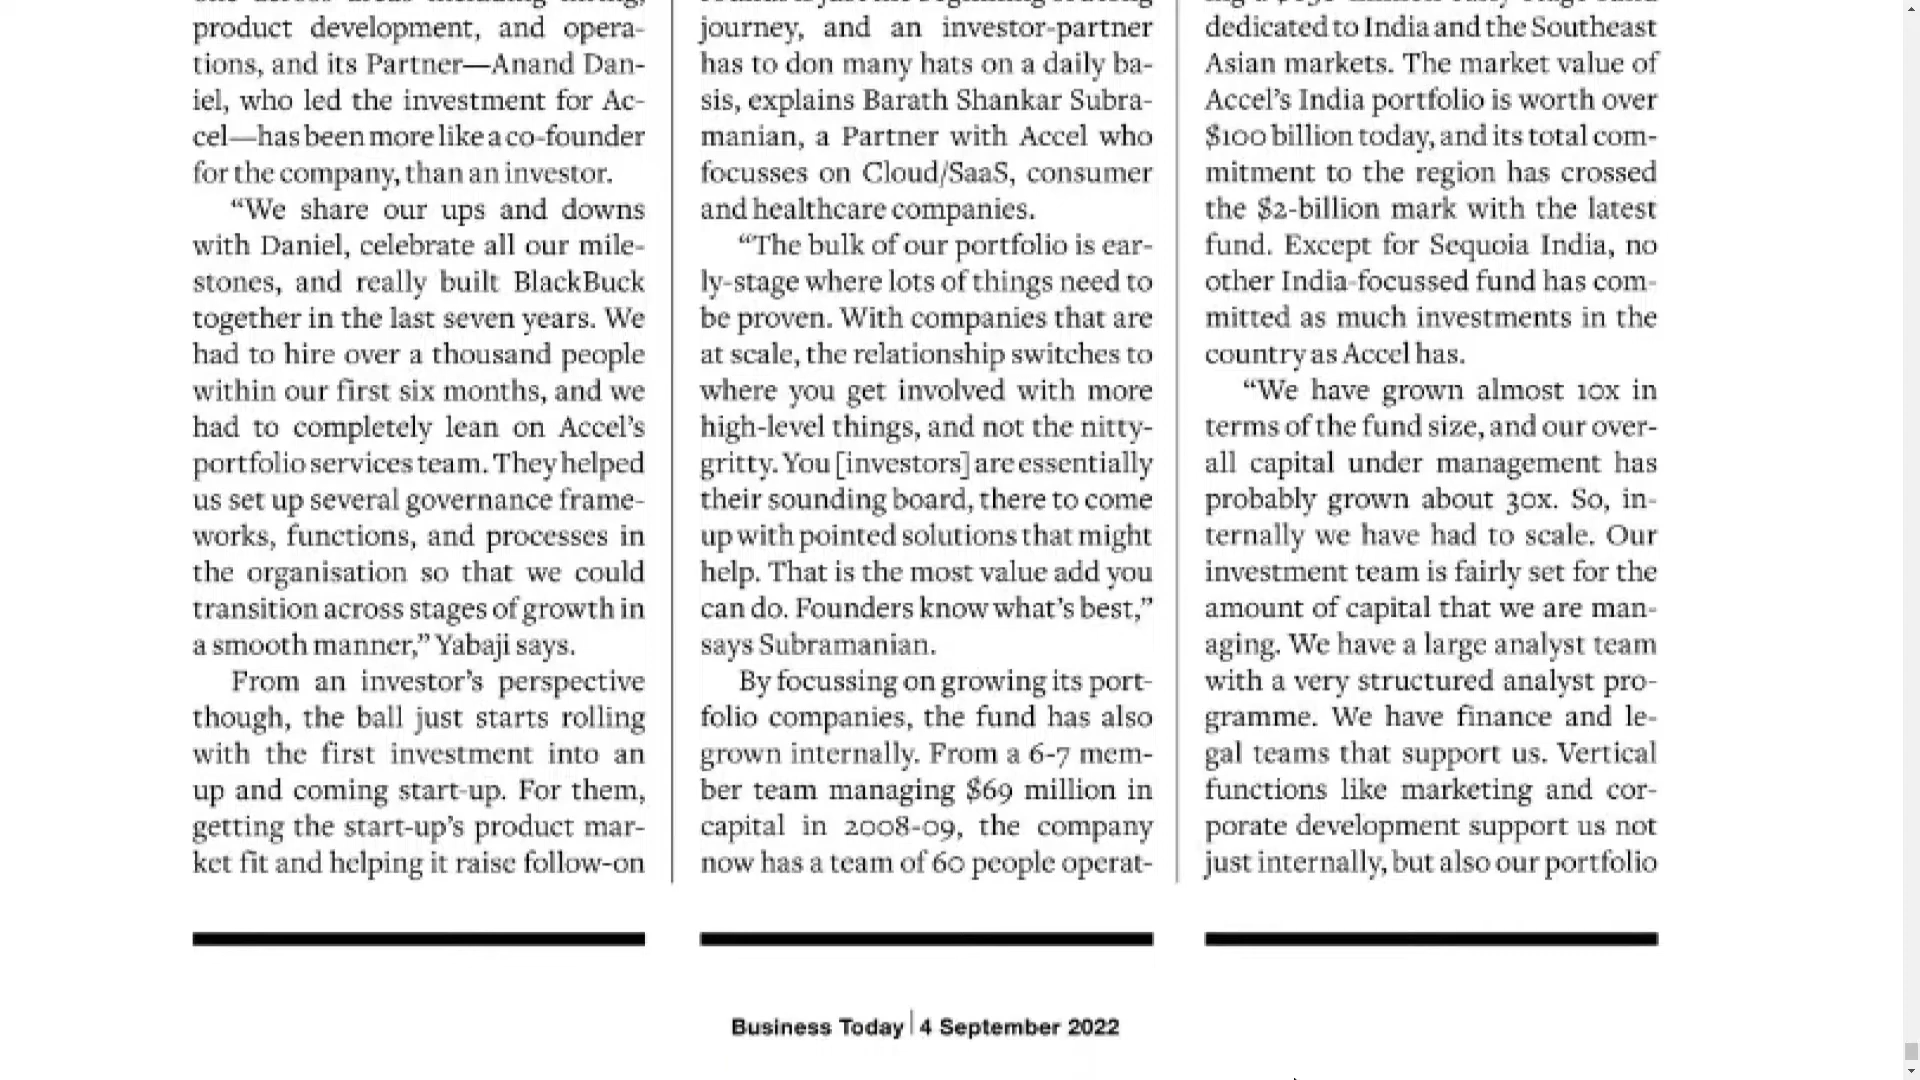 product development, and opera-
tions, and its Partner—Anand Dan-
iel, who led the investment for Ac-
cel—has been more like a co-founder
for the company, than an investor.
“We share our ups and downs
with Daniel, celebrate all our mile-
stones, and really built BlackBuck
together in the last seven years. We
had to hire over a thousand people
within our first six months, and we
had to completely lean on Accel’s
portfolio services team. They helped
us set up several governance frame-
works, functions, and processes in
the organisation so that we could
transition across stages of growth in
a smooth manner,” Yabaji says.
From an investor’s perspective
though, the ball just starts rolling
with the first investment into an
up and coming start-up. For them,
getting the start-up’s product mar-
ket fit and helping it raise follow-on
journey, and an investor-partner
has to don many hats on a daily ba-
sis, explains Barath Shankar Subra-
manian, a Partner with Accel who
focusses on Cloud/SaaS, consumer
and healthcare companies.
“The bulk of our portfolio is ear-
ly-stage where lots of things need to
be proven. With companies that are
at scale, the relationship switches to
where you get involved with more
high-level things, and not the nitty-
gritty. You [investors] are essentially
their sounding board, there to come
up with pointed solutions that might
help. That is the most value add you
can do. Founders know what’s best,”
says Subramanian.
By focussing on growing its port-
folio companies, the fund has also
grown internally. From a 6-7 mem-
ber team managing $69 million in
capital in 2008-09, the company
now has a team of 60 people operat-
dedicated to India and the Southeast
Asian markets. The market value of
Accel’s India portfolio is worth over
$100 billion today, and its total com-
mitment to the region has crossed
the $2-billion mark with the latest
fund. Except for Sequoia India, no
other India-focussed fund has com-
mitted as much investments in the
country as Accel has.
“We have grown almost 10x in
terms of the fund size, and our over-
all capital under management has
probably grown about 30x. So, in-
ternally we have had to scale. Our
investment team is fairly set for the
amount of capital that we are man-
aging. We have a large analyst team
with a very structured analyst pro-
gramme. We have finance and le-
gal teams that support us. Vertical
functions like marketing and cor-
porate development support us not
just internally, but also our portfolio
Business Today | 4 September 2022